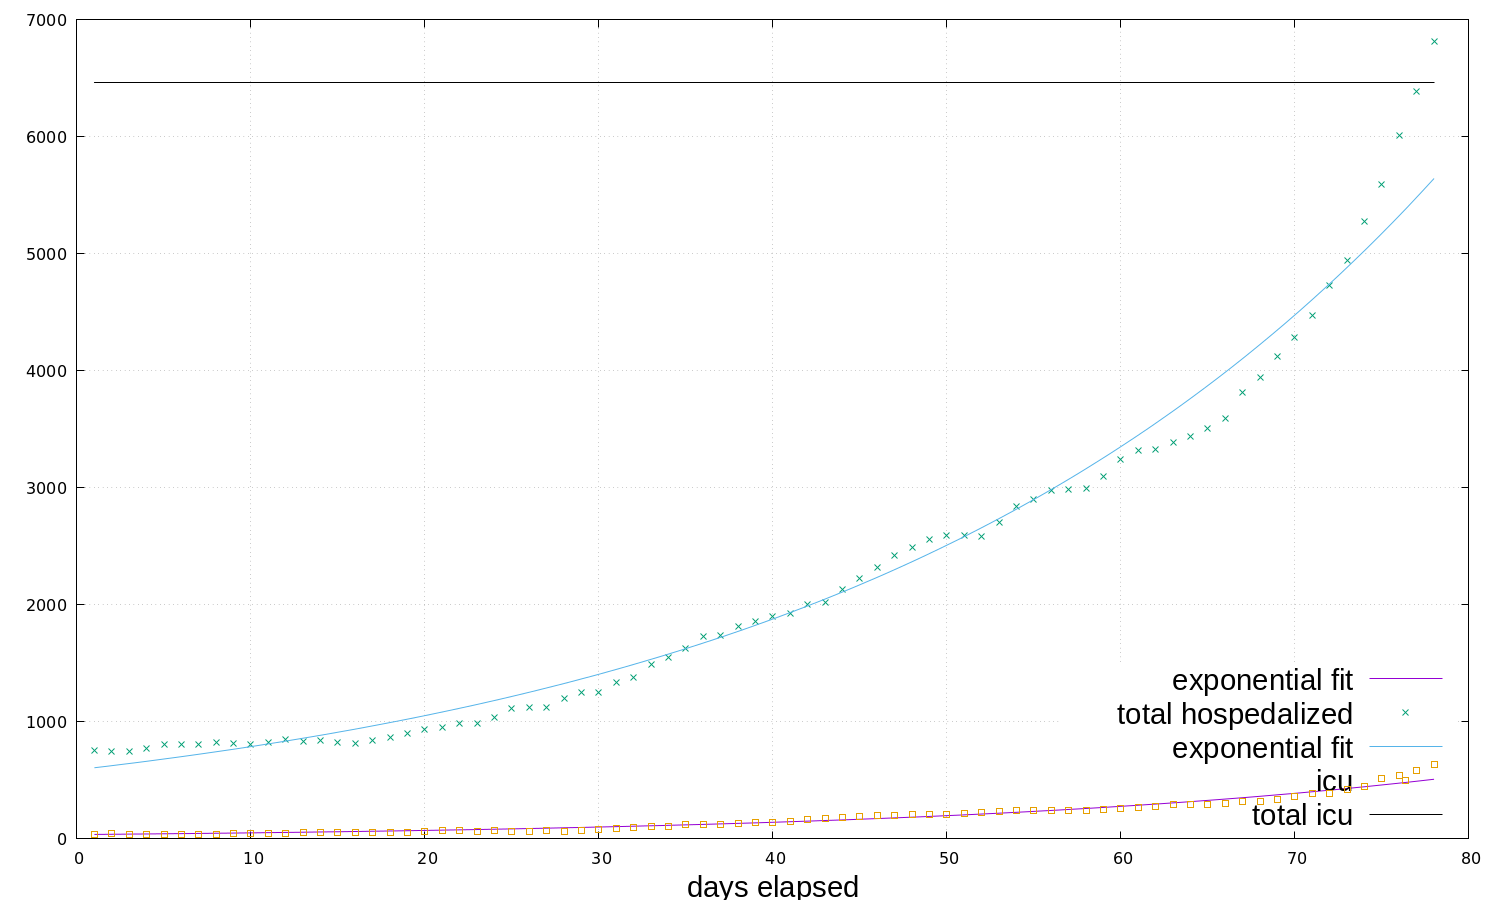 7000
6000
5000
4000
3000
2000
1000
0
exponential fit
total hospedalized
exponential fit
icu
total icu
0 10 20 30 40 50 60 70 80
days elapsed